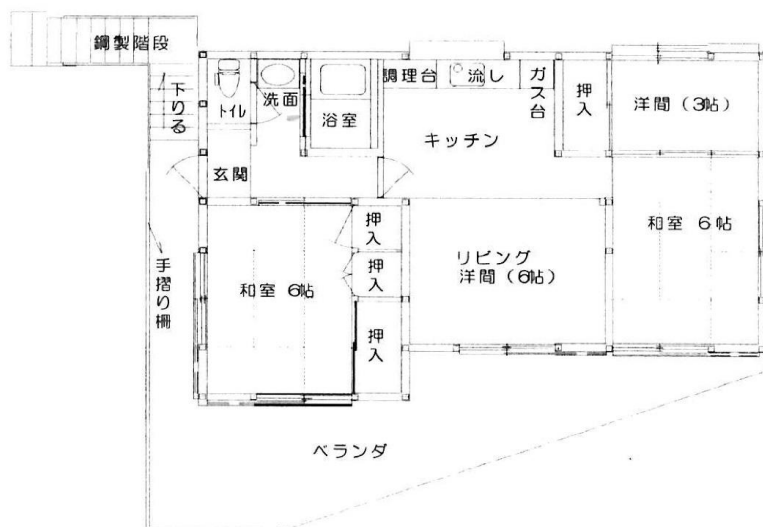 鋼製階段
下りる
トイレ
洗面
浴室
調理台
流し
ガス台
押入
洋間（3帖）
キッチン
玄関
和室 6帖
押入
押入
押入
リビング
洋間（6帖）
和室 6帖
手摺り柵
ベランダ